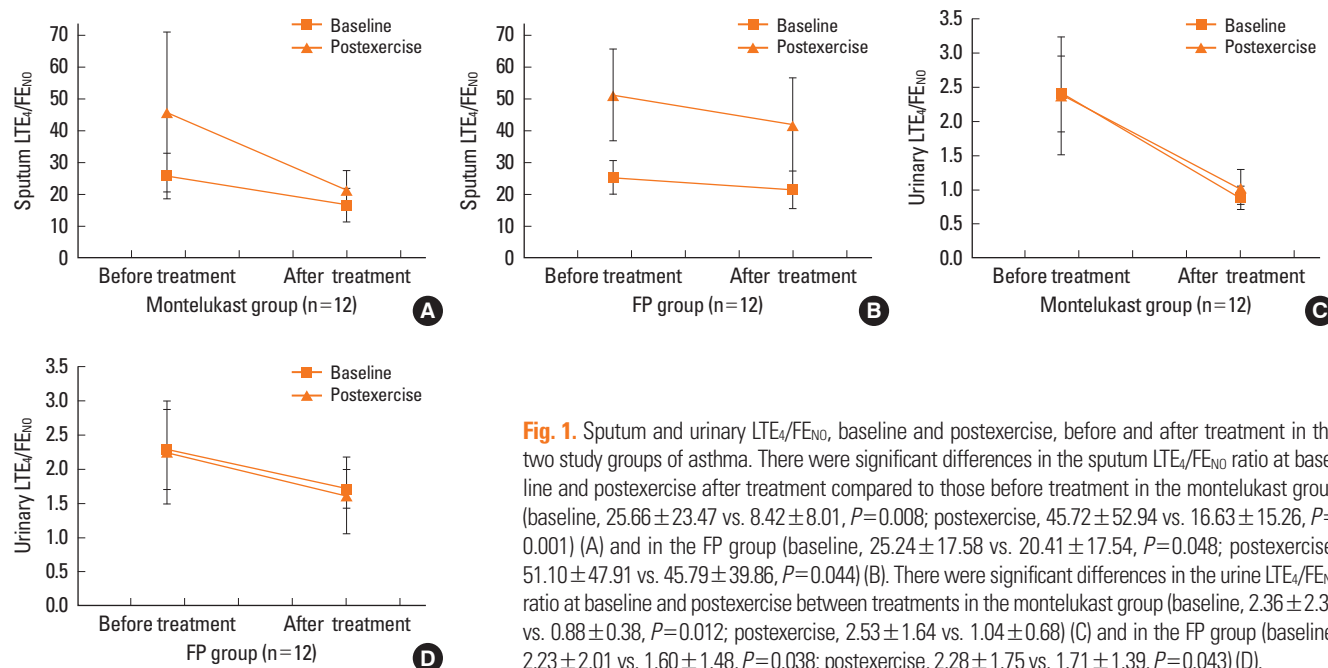 Baseline
Postexercise
Sputum LTE4/FENO
70
60
50
40
30
20
10
0
Before treatment After treatment
Montelukast group (n=12)
A
Baseline
Postexercise
Sputum LTE4/FENO
70
60
50
40
30
20
10
0
Before treatment After treatment
FP group (n=12)
B
Baseline
Postexercise
Urinary LTE4/FENO
3.5
3.0
2.5
2.0
1.5
1.0
0.5
0.0
Before treatment After treatment
Montelukast group (n=12)
C
Baseline
Postexercise
Urinary LTE4/FENO
3.5
3.0
2.5
2.0
1.5
1.0
0.5
0.0
Before treatment After treatment
FP group (n=12)
D
Fig. 1. Sputum and urinary LTE4/FENO, baseline and postexercise, before and after treatment in th
two study groups of asthma. There were significant differences in the sputum LTE4/FENO ratio at base
line and postexercise after treatment compared to those before treatment in the montelukast grou
(baseline, 25.66±23.47 vs. 8.42±8.01, P=0.008; postexercise, 45.72±52.94 vs. 16.63±15.26, P=
0.001) (A) and in the FP group (baseline, 25.24±17.58 vs. 20.41±17.54, P=0.048; postexercise
51.10±47.91 vs. 45.79±39.86, P=0.044) (B). There were significant differences in the urine LTE4/FEN
ratio at baseline and postexercise between treatments in the montelukast group (baseline, 2.36±2.3
vs. 0.88±0.38, P=0.012; postexercise, 2.53±1.64 vs. 1.04±0.68) (C) and in the FP group (baseline
2.23±2.01 vs. 1.60±1.48, P=0.038; postexercise, 2.28±1.75 vs. 1.71±1.39, P=0.043) (D).